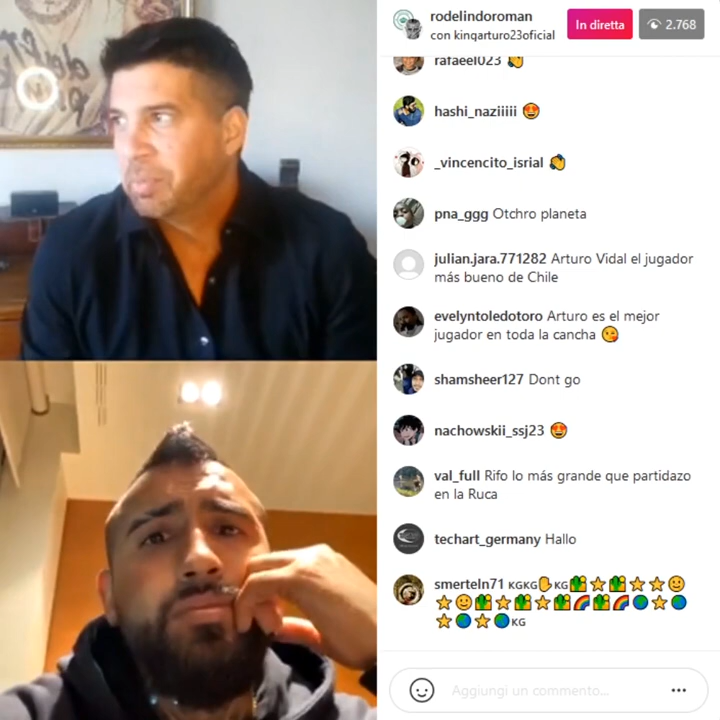 rodelindoroman
con kingarturo23oficial
In diretta
2.768
rafaeel023 👏
hashi_naziiiii 😍
_vincencito_isrial 👏
pna_ggg Otchro planeta
julian.jara.771282 Arturo Vidal el jugador
más bueno de Chile
evelyntoledotoro Arturo es el mejor
jugador en toda la cancha 😘
shamsheer127 Dont go
nachowskii_ssj23 😍
val_full Rifo lo más grande que partidazo
en la Ruca
techart_germany Hallo
smerteln71 KGKG✋KG🏜⭐🏜⭐⭐🙂
⭐🙂🏜⭐🏜⭐🏜🌈🏜🌈🌏⭐🌏
⭐🌏⭐🌏KG
Aggiungi un commento...